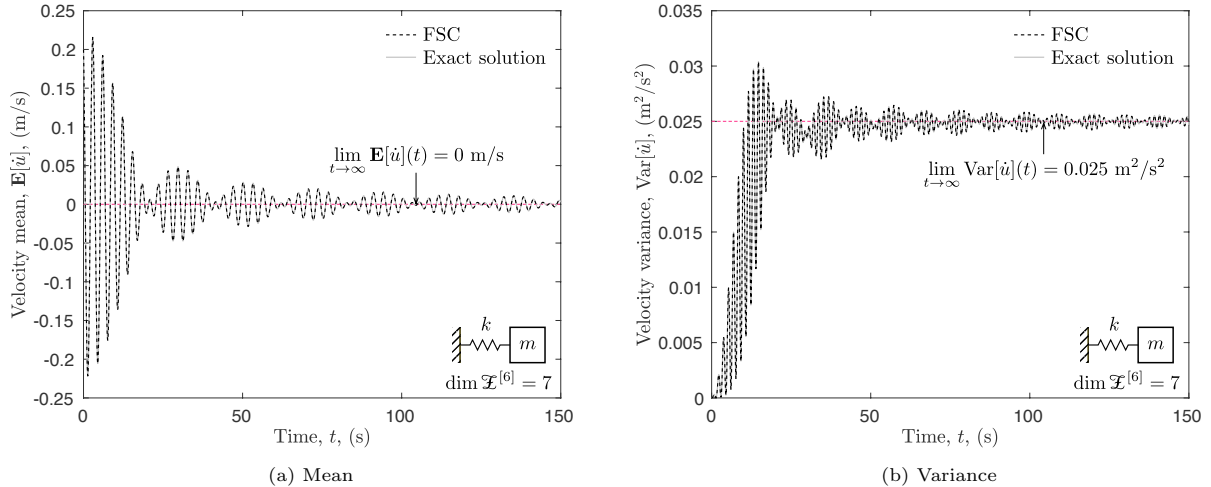 FSC
Exact solution
lim E[u̇](t) = 0 m/s
t→∞
Velocity mean, E[u̇], (m/s)
0.25
0.2
0.15
0.1
0.05
0
-0.05
-0.1
-0.15
-0.2
-0.25
k
m
dim 𝒵^[6] = 7
0 50 100 150
Time, t, (s)
(a) Mean
FSC
Exact solution
lim Var[u̇](t) = 0.025 m²/s²
t→∞
Velocity variance, Var[u̇], (m²/s²)
0.035
0.03
0.025
0.02
0.015
0.01
0.005
0
k
m
dim 𝒵^[6] = 7
0 50 100 150
Time, t, (s)
(b) Variance